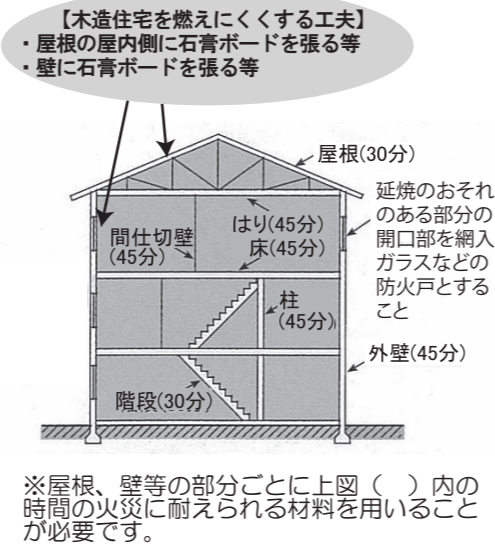 【木造住宅を燃えにくくする工夫】
・屋根の屋内側に石膏ボードを張る等
・壁に石膏ボードを張る等
屋根(30分)
延焼のおそれ
のある部分の
開口部を網入
ガラスなどの
防火戸とする
こと
はり(45分)
間仕切壁
(45分)
床(45分)
柱
(45分)
外壁(45分)
階段(30分)
※屋根、壁等の部分ごとに上図（　）内の
時間の火災に耐えられる材料を用いること
が必要です。